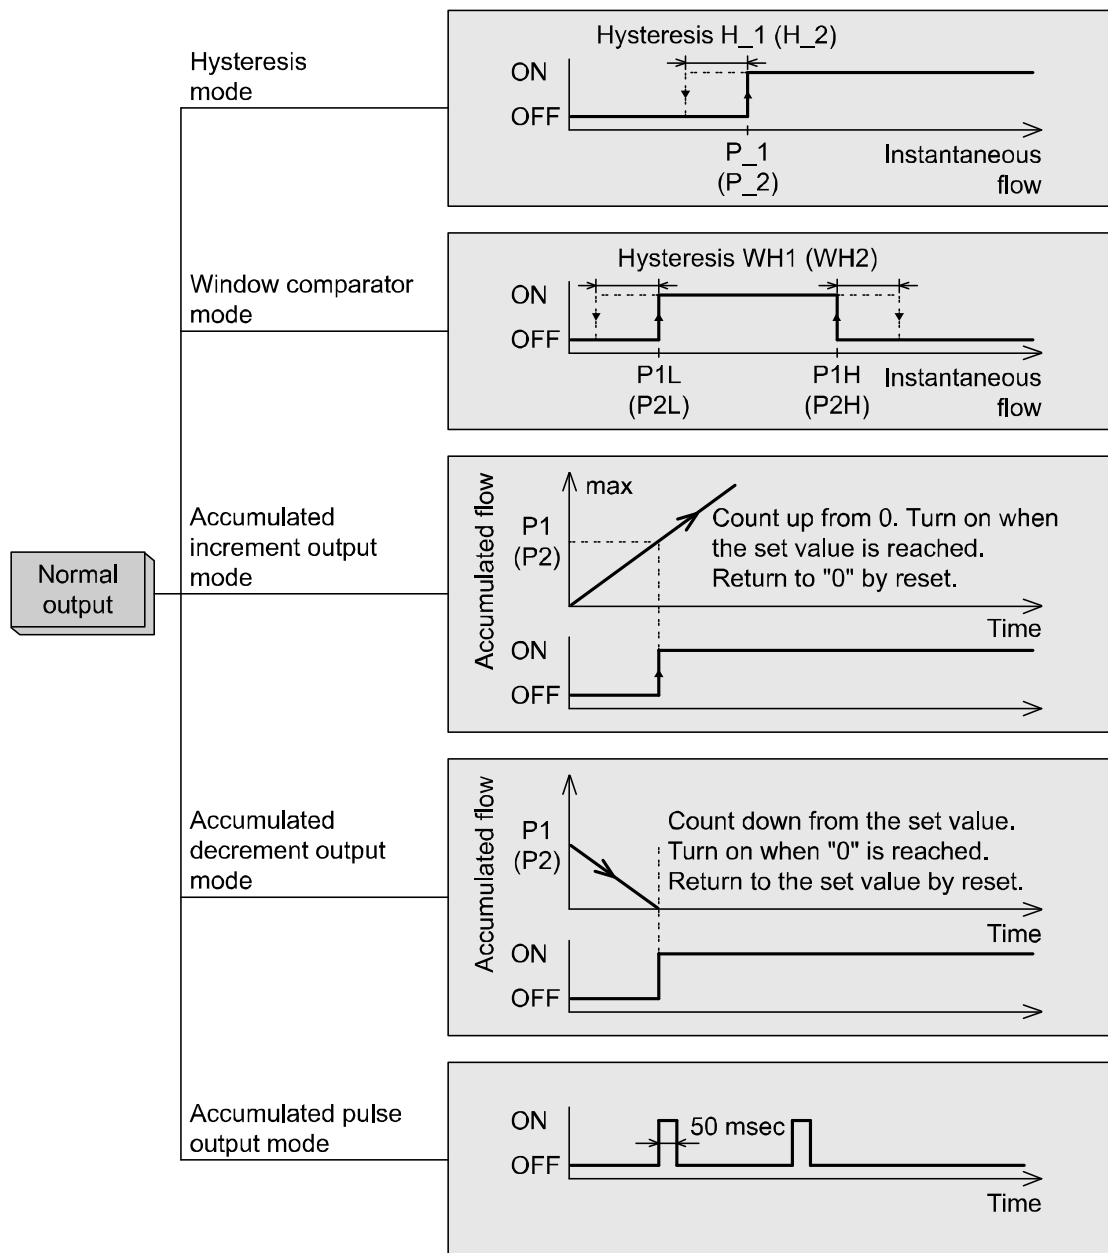 Normal
output
Hysteresis
mode
Hysteresis H_1 (H_2)
ON
OFF
P_1
(P_2)
Instantaneous
flow
Window comparator
mode
Hysteresis WH1 (WH2)
ON
OFF
P1L
(P2L)
P1H
(P2H)
Instantaneous
flow
Accumulated
increment output
mode
Accumulated flow
max
P1
(P2)
Count up from 0. Turn on when
the set value is reached.
Return to "0" by reset.
Time
ON
OFF
Accumulated
decrement output
mode
Accumulated flow
P1
(P2)
Count down from the set value.
Turn on when "0" is reached.
Return to the set value by reset.
Time
ON
OFF
Accumulated pulse
output mode
ON
OFF
50 msec
Time